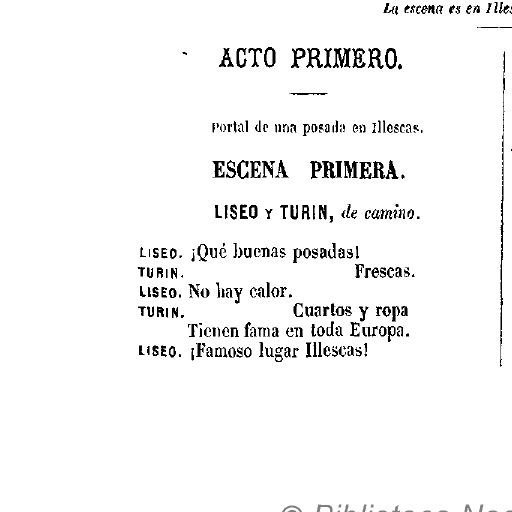 La escena es en
ACTO PRIMERO.
Portal de una posada en Illescas.
ESCENA PRIMERA.
LISEO Y TURIN, de camino.
LISEO. ¡Qué buenas posadas!
TURIN. Frescas.
LISEO. No hay calor.
TURIN. Cuartos y ropa
Tienen fama en toda Europa.
LISEO. ¡Famoso lugar Illescas!
© Biblioteca